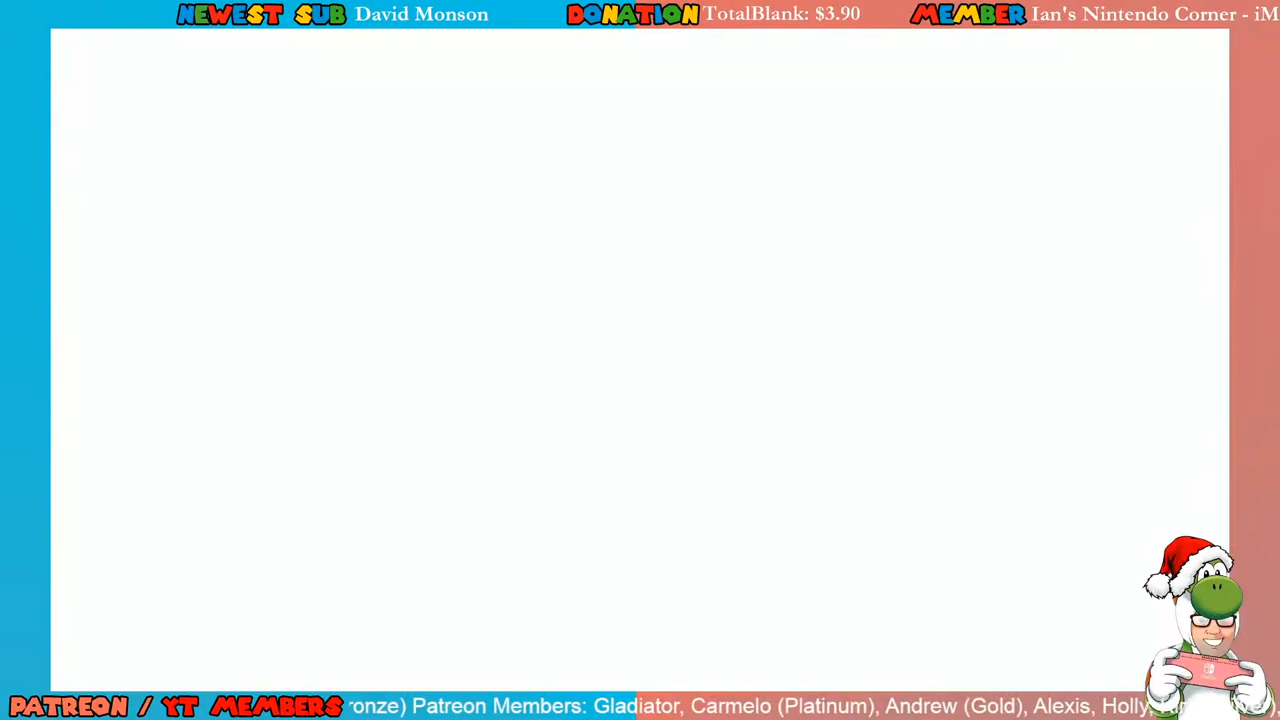 NEWEST SUB David Monson DONATION TotalBlank: $3.90 MEMBER Ian's Nintendo Corner - iM
PATREON / YT MEMBERS ronze) Patreon Members: Gladiator, Carmelo (Platinum), Andrew (Gold), Alexis, Holly,